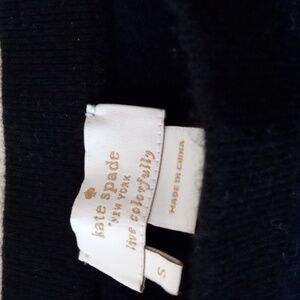 kate spade
NEW YORK
live colorfully
MADE IN CHINA
S